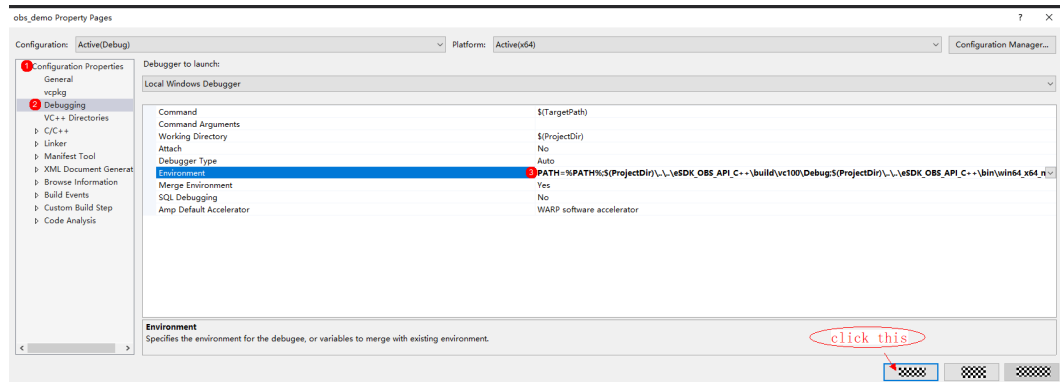 obs_demo Property Pages
?
Configuration: Active(Debug)
Platform: Active(x64)
Configuration Manager...
1 Configuration Properties
General
vcpkg
2 Debugging
VC++ Directories
C/C++
Linker
Manifest Tool
XML Document Generat
Browse Information
Build Events
Custom Build Step
Code Analysis
Debugger to launch:
Local Windows Debugger
Command $(TargetPath)
Command Arguments
Working Directory $(ProjectDir)
Attach No
Debugger Type Auto
Environment 3 PATH=%PATH%;$(ProjectDir)\..\..\eSDK_OBS_API_C++\build\vc100\Debug;$(ProjectDir)\..\..\eSDK_OBS_API_C++\bin\win64_x64_n
Merge Environment Yes
SQL Debugging No
Amp Default Accelerator WARP software accelerator
Environment
Specifies the environment for the debugee, or variables to merge with existing environment.
click this